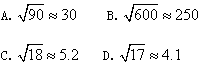 A. √90 ≈ 30 B. √600 ≈ 250
C. √18 ≈ 5.2 D. √17 ≈ 4.1